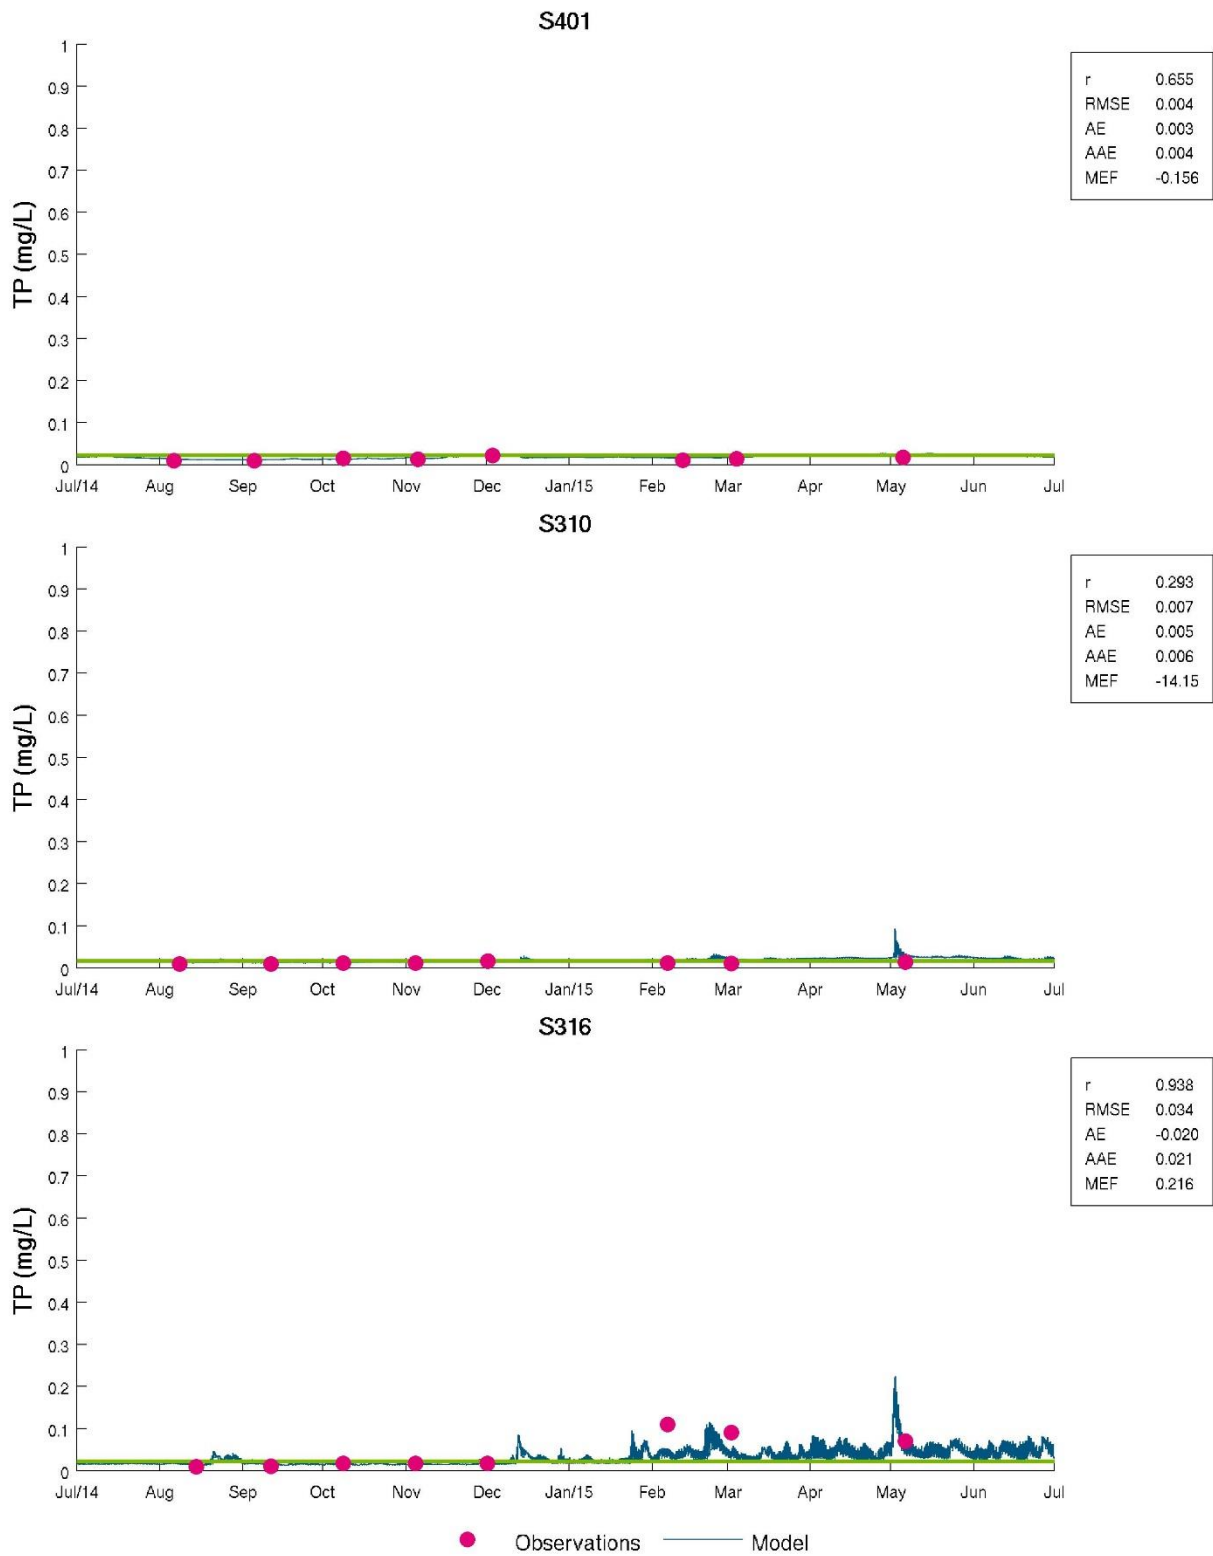 S401
TP (mg/L)
1
0.9
0.8
0.7
0.6
0.5
0.4
0.3
0.2
0.1
0
Jul/14 Aug Sep Oct Nov Dec Jan/15 Feb Mar Apr May Jun Jul
r 0.655
RMSE 0.004
AE 0.003
AAE 0.004
MEF -0.156
S310
TP (mg/L)
1
0.9
0.8
0.7
0.6
0.5
0.4
0.3
0.2
0.1
0
Jul/14 Aug Sep Oct Nov Dec Jan/15 Feb Mar Apr May Jun Jul
r 0.293
RMSE 0.007
AE 0.005
AAE 0.006
MEF -14.15
S316
TP (mg/L)
1
0.9
0.8
0.7
0.6
0.5
0.4
0.3
0.2
0.1
0
Jul/14 Aug Sep Oct Nov Dec Jan/15 Feb Mar Apr May Jun Jul
r 0.938
RMSE 0.034
AE -0.020
AAE 0.021
MEF 0.216
Observations Model